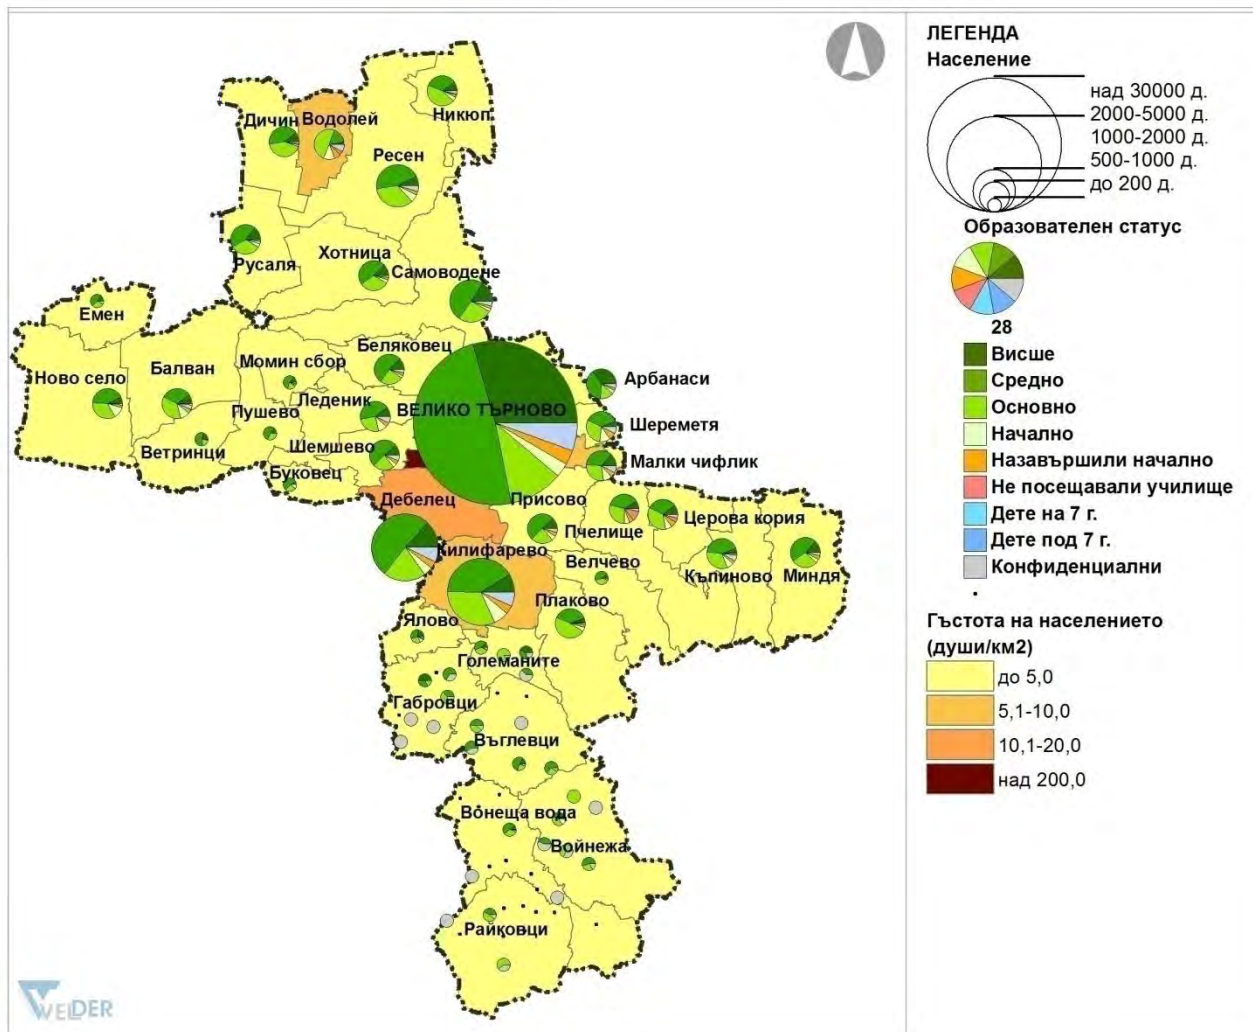 ЛЕГЕНДА
Население
над 30000 д.
2000-5000 д.
1000-2000 д.
500-1000 д.
до 200 д.
Образователен статус
28
Висше
Средно
Основно
Начално
Назавършили начално
Не посещавали училище
Дете на 7 г.
Дете под 7 г.
Конфиденциални
Гъстота на населението
(души/км2)
до 5,0
5,1-10,0
10,1-20,0
над 200,0
Никюп
Дичин
Водолей
Ресен
Русаля
Хотница
Самоводене
Емен
Ново село
Балван
Момин сбор
Беляковец
Леденик
Пушево
Ветринци
Шемшево
Буковец
ВЕЛИКО ТЪРНОВО
Арбанаси
Шереметя
Малки чифлик
Дебелец
Присово
Пчелище
Церова кория
Килифарево
Велчево
Къпиново
Миндя
Плаково
Ялово
Големаните
Габровци
Въглевци
Вонеща вода
Войнежа
Райковци
WELDER